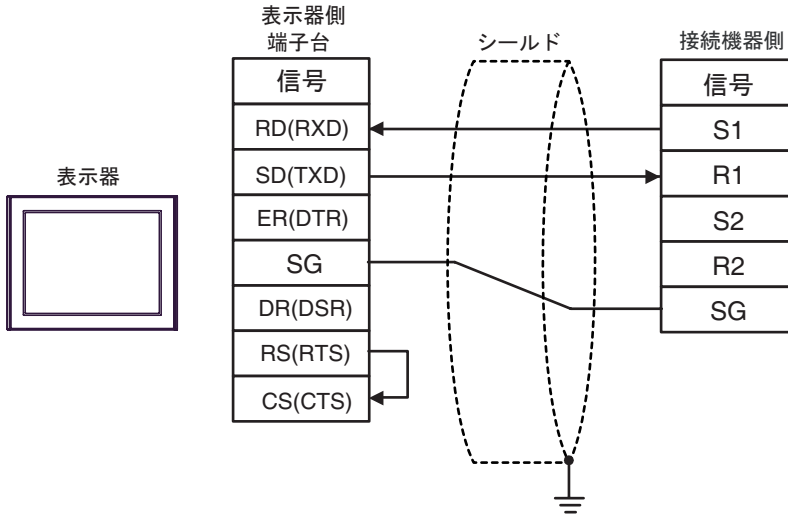 表示器側
端子台
シールド
接続機器側
信号
信号
RD(RXD)
S1
SD(TXD)
R1
表示器
ER(DTR)
S2
SG
R2
DR(DSR)
SG
RS(RTS)
CS(CTS)